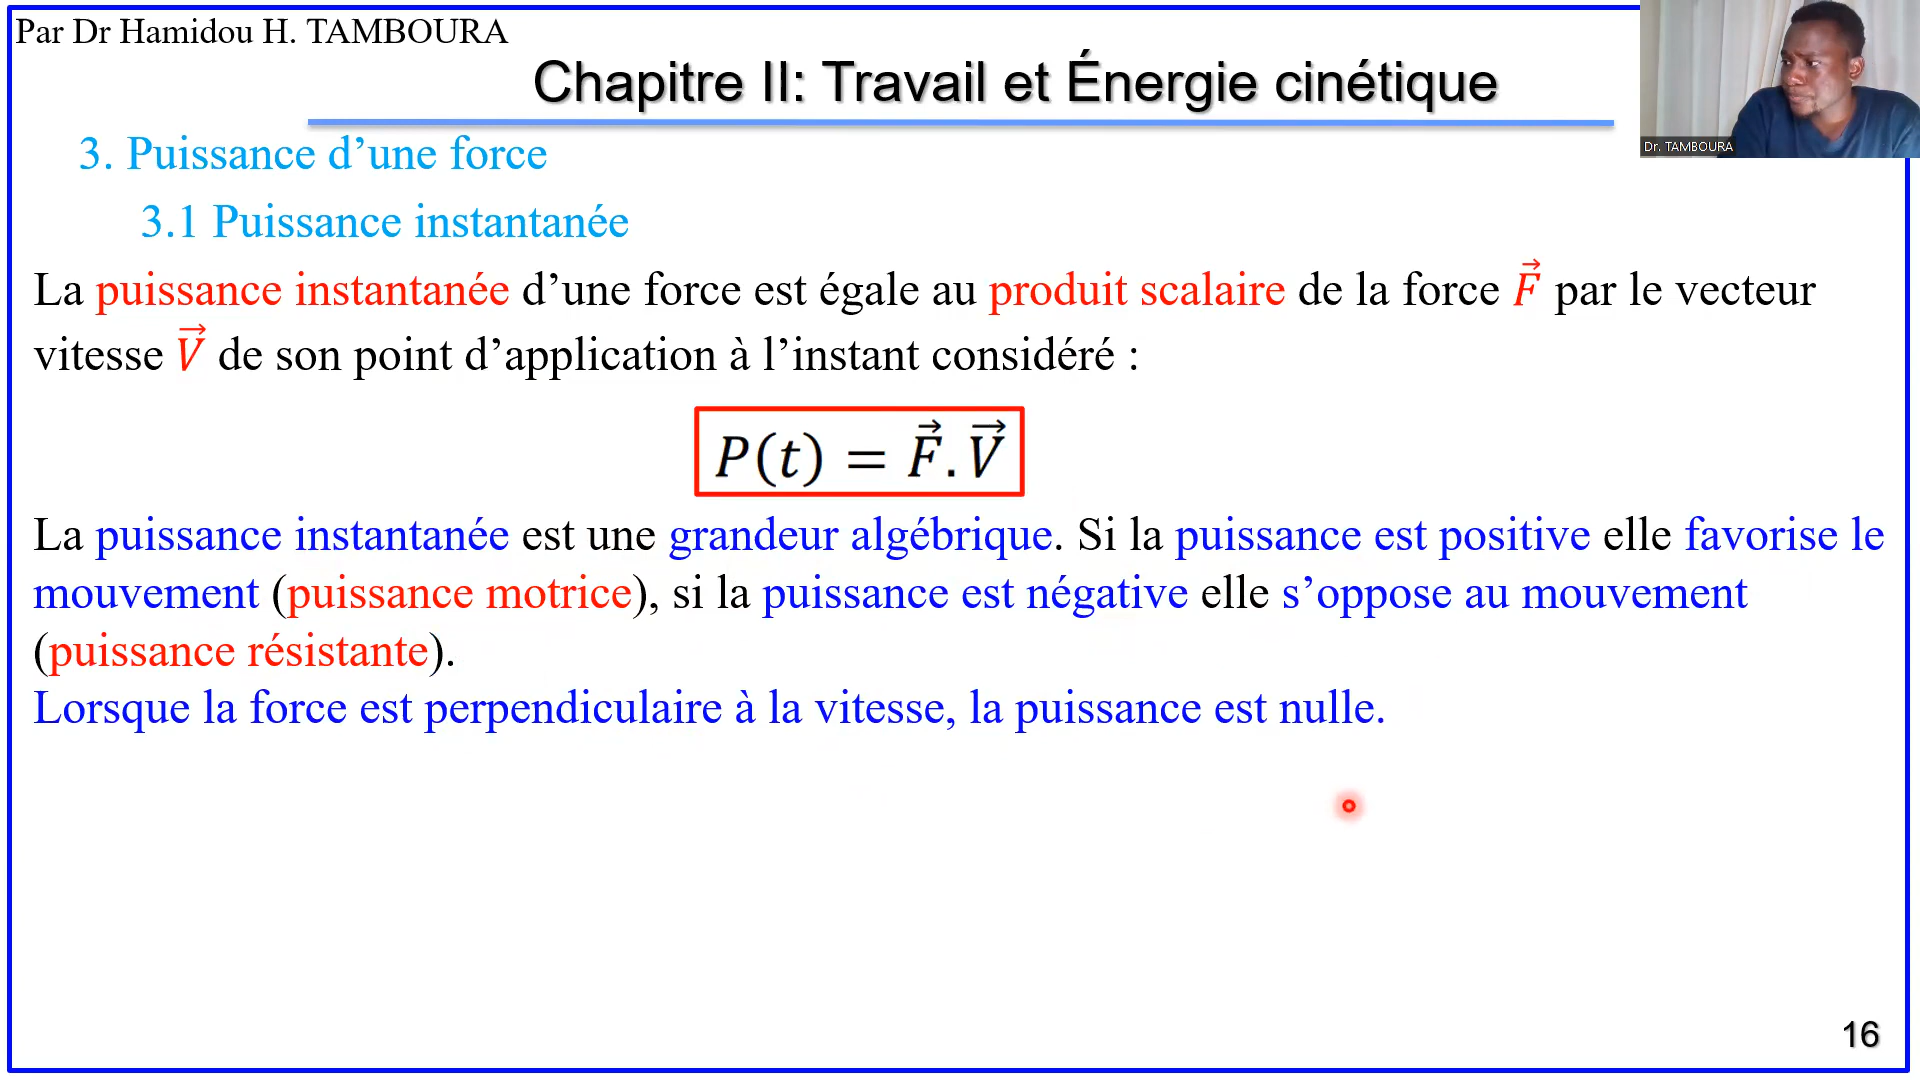 Par Dr Hamidou H. TAMBOURA
Chapitre II: Travail et Énergie cinétique
Dr. TAMBOURA
3. Puissance d’une force
3.1 Puissance instantanée
La puissance instantanée d’une force est égale au produit scalaire de la force F⃗ par le vecteur
vitesse V⃗ de son point d’application à l’instant considéré :
P(t) = F⃗.V⃗
La puissance instantanée est une grandeur algébrique. Si la puissance est positive elle favorise le
mouvement (puissance motrice), si la puissance est négative elle s’oppose au mouvement
(puissance résistante).
Lorsque la force est perpendiculaire à la vitesse, la puissance est nulle.
16